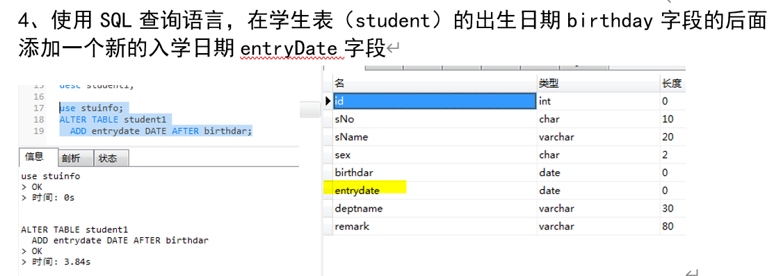 4、使用 SQL 查询语言，在学生表（student）的出生日期 birthday 字段的后面
添加一个新的入学日期 entryDate 字段
15 desc student1;
16
17 use stuinfo;
18 ALTER TABLE student1
19 ADD entrydate DATE AFTER birthdar;
信息 剖析 状态
use stuinfo
> OK
> 时间: 0s
ALTER TABLE student1
ADD entrydate DATE AFTER birthdar
> OK
> 时间: 3.84s
名 类型 长度
id int 0
sNo char 10
sName varchar 20
sex char 2
birthdar date 0
entrydate date 0
deptname varchar 30
remark varchar 80